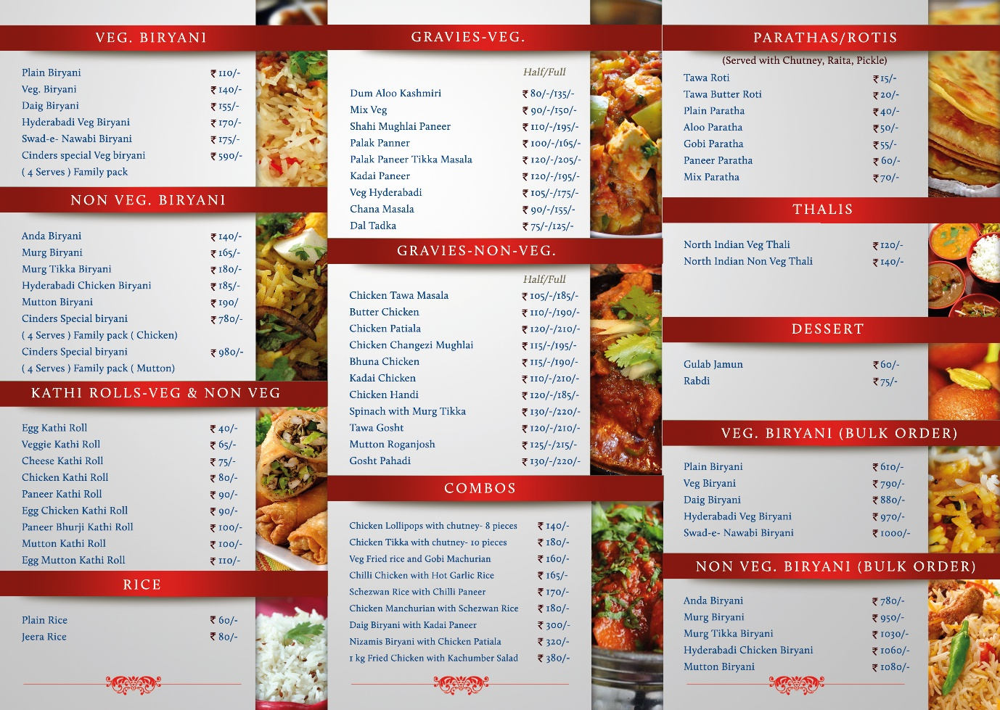 VEG. BIRYANI
Plain Biryani ₹ 110/-
Veg. Biryani ₹ 140/-
Daig Biryani ₹ 155/-
Hyderabadi Veg Biryani ₹ 170/-
Swad-e- Nawabi Biryani ₹ 175/-
Cinders special Veg biryani ₹ 590/-
( 4 Serves ) Family pack
NON VEG. BIRYANI
Anda Biryani ₹ 140/-
Murg Biryani ₹ 165/-
Murg Tikka Biryani ₹ 180/-
Hyderabadi Chicken Biryani ₹ 185/-
Mutton Biryani ₹ 190/
Cinders Special biryani ₹ 780/-
( 4 Serves ) Family pack ( Chicken)
Cinders Special biryani ₹ 980/-
( 4 Serves ) Family pack ( Mutton)
KATHI ROLLS-VEG & NON VEG
Egg Kathi Roll ₹ 40/-
Veggie Kathi Roll ₹ 65/-
Cheese Kathi Roll ₹ 75/-
Chicken Kathi Roll ₹ 80/-
Paneer Kathi Roll ₹ 90/-
Egg Chicken Kathi Roll ₹ 90/-
Paneer Bhurji Kathi Roll ₹ 100/-
Mutton Kathi Roll ₹ 100/-
Egg Mutton Kathi Roll ₹ 110/-
RICE
Plain Rice ₹ 60/-
Jeera Rice ₹ 80/-
GRAVIES-VEG.
Half/Full
Dum Aloo Kashmiri ₹ 80/-/135/-
Mix Veg ₹ 90/-/150/-
Shahi Mughlai Paneer ₹ 110/-/195/-
Palak Panner ₹ 100/-/165/-
Palak Paneer Tikka Masala ₹ 120/-/205/-
Kadai Paneer ₹ 120/-/195/-
Veg Hyderabadi ₹ 105/-/175/-
Chana Masala ₹ 90/-/155/-
Dal Tadka ₹ 75/-/125/-
GRAVIES-NON-VEG.
Half/Full
Chicken Tawa Masala ₹ 105/-/185/-
Butter Chicken ₹ 110/-/190/-
Chicken Patiala ₹ 120/-/210/-
Chicken Changezi Mughlai ₹ 115/-/195/-
Bhuna Chicken ₹ 115/-/190/-
Kadai Chicken ₹ 110/-/210/-
Chicken Handi ₹ 120/-/185/-
Spinach with Murg Tikka ₹ 130/-/220/-
Tawa Gosht ₹ 120/-/210/-
Mutton Roganjosh ₹ 125/-/215/-
Gosht Pahadi ₹ 130/-/220/-
COMBOS
Chicken Lollipops with chutney- 8 pieces ₹ 140/-
Chicken Tikka with chutney- 10 pieces ₹ 180/-
Veg Fried rice and Gobi Machurian ₹ 160/-
Chilli Chicken with Hot Garlic Rice ₹ 165/-
Schezwan Rice with Chilli Paneer ₹ 170/-
Chicken Manchurian with Schezwan Rice ₹ 180/-
Daig Biryani with Kadai Paneer ₹ 300/-
Nizamis Biryani with Chicken Patiala ₹ 320/-
1 kg Fried Chicken with Kachumber Salad ₹ 380/-
PARATHAS/ROTIS
(Served with Chutney, Raita, Pickle)
Tawa Roti ₹ 15/-
Tawa Butter Roti ₹ 20/-
Plain Paratha ₹ 40/-
Aloo Paratha ₹ 50/-
Gobi Paratha ₹ 55/-
Paneer Paratha ₹ 60/-
Mix Paratha ₹ 70/-
THALIS
North Indian Veg Thali ₹ 120/-
North Indian Non Veg Thali ₹ 140/-
DESSERT
Gulab Jamun ₹ 60/-
Rabdi ₹ 75/-
VEG. BIRYANI (BULK ORDER)
Plain Biryani ₹ 610/-
Veg Biryani ₹ 790/-
Daig Biryani ₹ 880/-
Hyderabadi Veg Biryani ₹ 970/-
Swad-e- Nawabi Biryani ₹ 1000/-
NON VEG. BIRYANI (BULK ORDER)
Anda Biryani ₹ 780/-
Murg Biryani ₹ 950/-
Murg Tikka Biryani ₹ 1030/-
Hyderabadi Chicken Biryani ₹ 1060/-
Mutton Biryani ₹ 1080/-